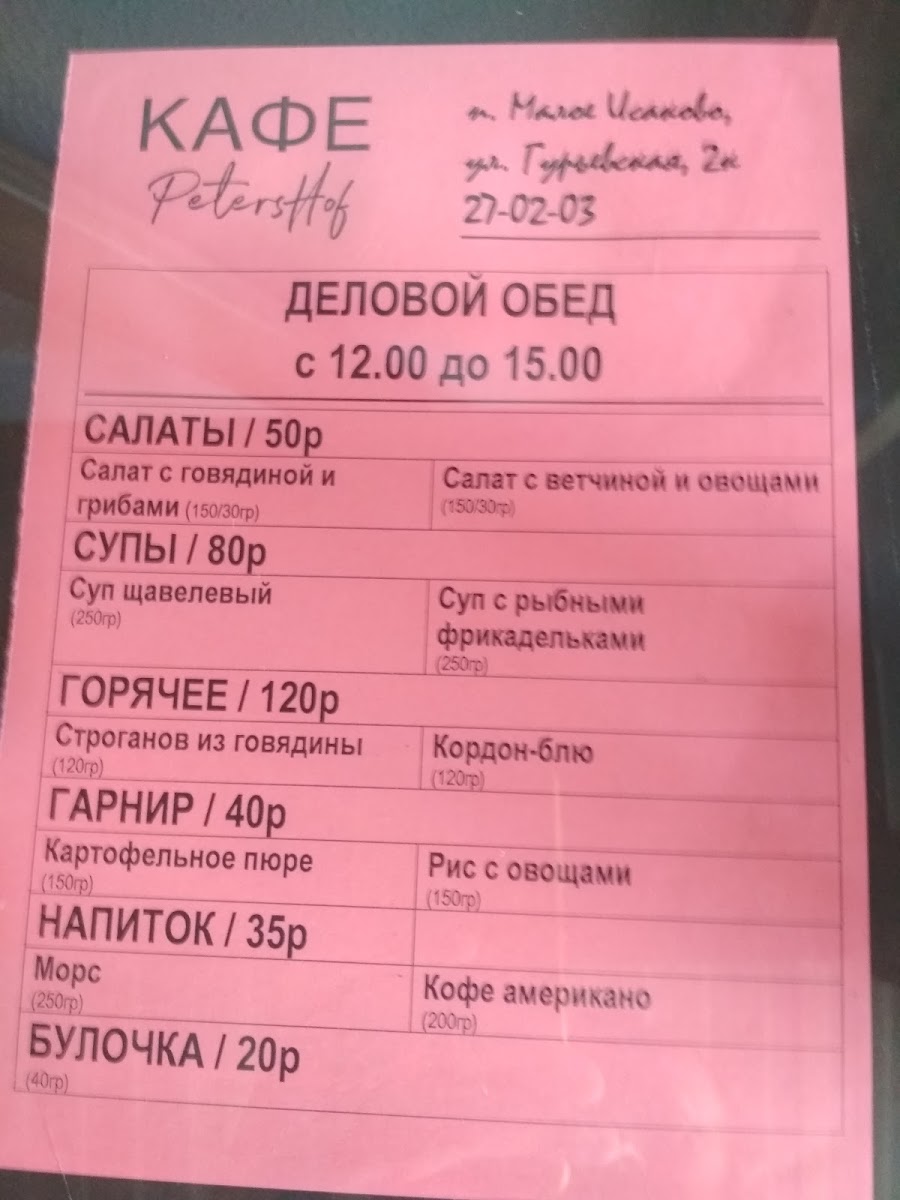 КАФЕ
PetersHof
п. Малое Исаково,
ул. Гурьевская, 2к
27-02-03
ДЕЛОВОЙ ОБЕД
с 12.00 до 15.00
САЛАТЫ / 50р
Салат с говядиной и
грибами (150/30гр)
Салат с ветчиной и овощами
(150/30гр)
СУПЫ / 80р
Суп щавелевый
(250гр)
Суп с рыбными
фрикадельками
(250гр)
ГОРЯЧЕЕ / 120р
Строганов из говядины
(120гр)
Кордон-блю
(120гр)
ГАРНИР / 40р
Картофельное пюре
(150гр)
Рис с овощами
(150гр)
НАПИТОК / 35р
Морс
(250гр)
Кофе американо
(200гр)
БУЛОЧКА / 20р
(40гр)